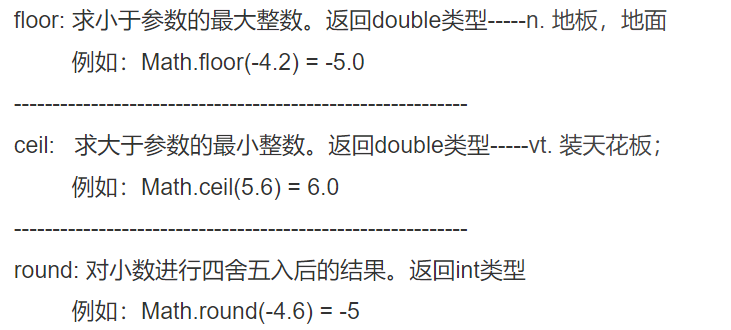 floor: 求小于参数的最大整数。返回double类型-----n. 地板，地面
例如：Math.floor(-4.2) = -5.0
-----------------------------------------------------------
ceil: 求大于参数的最小整数。返回double类型-----vt. 装天花板；
例如：Math.ceil(5.6) = 6.0
-----------------------------------------------------------
round: 对小数进行四舍五入后的结果。返回int类型
例如：Math.round(-4.6) = -5